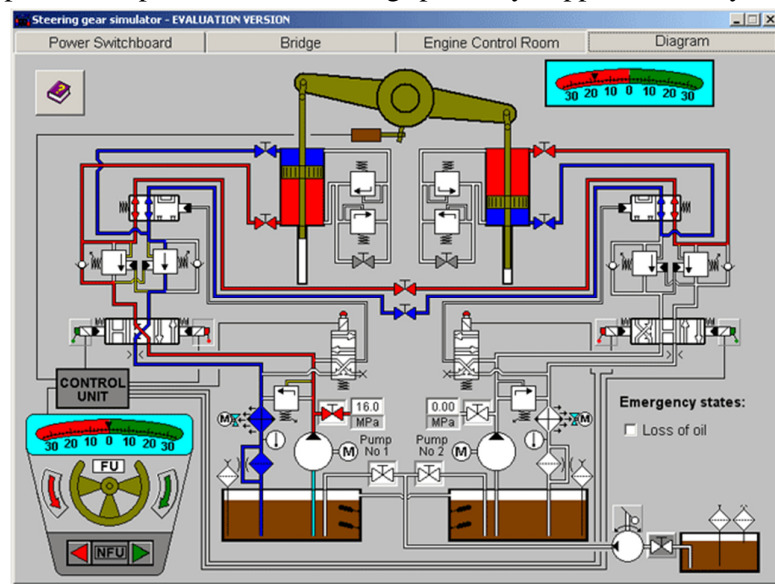 Steering gear simulator - EVALUATION VERSION
Power Switchboard Bridge Engine Control Room Diagram
30 20 10 0 10 20 30
CONTROL
UNIT
30 20 10 0 10 20 30
FU
NFU
M
16.0
MPa
Pump
No 1
M
0.00
MPa
Pump
No 2
M
M
Emergency states:
Loss of oil